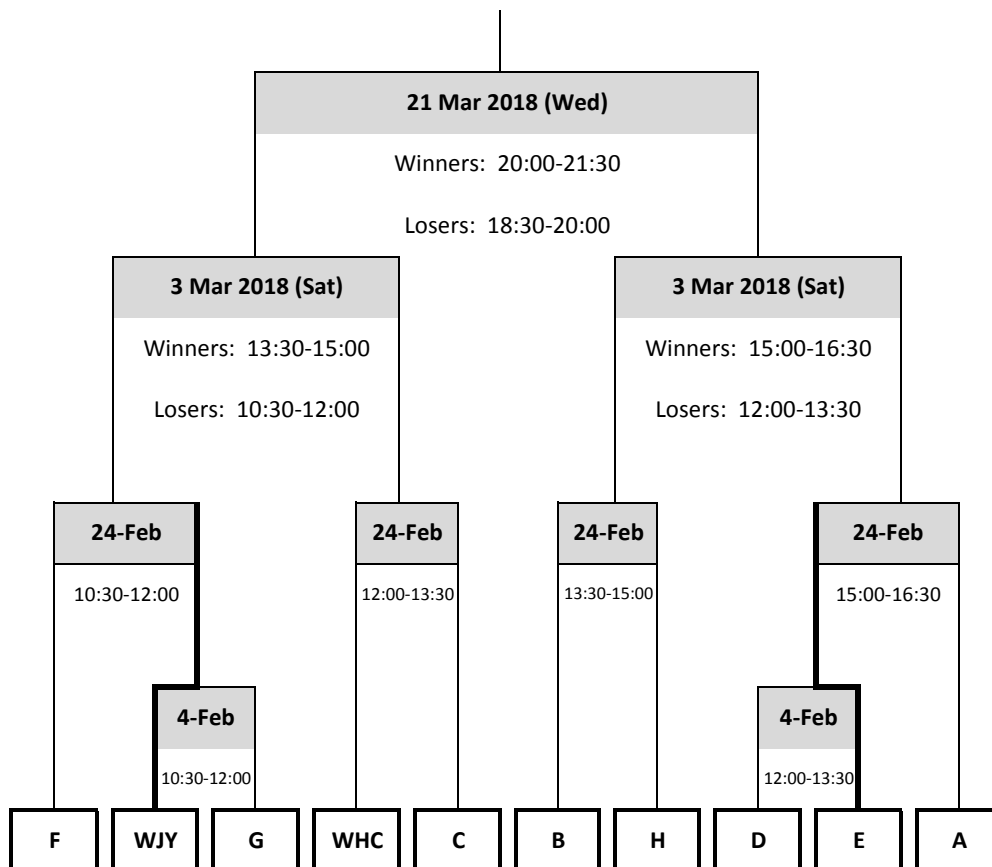 21 Mar 2018 (Wed)
Winners: 20:00-21:30
Losers: 18:30-20:00
3 Mar 2018 (Sat)
3 Mar 2018 (Sat)
Winners: 13:30-15:00
Winners: 15:00-16:30
Losers: 10:30-12:00
Losers: 12:00-13:30
24-Feb
24-Feb
24-Feb
24-Feb
10:30-12:00
12:00-13:30
13:30-15:00
15:00-16:30
4-Feb
4-Feb
10:30-12:00
12:00-13:30
F
WJY
G
WHC
C
B
H
D
E
A